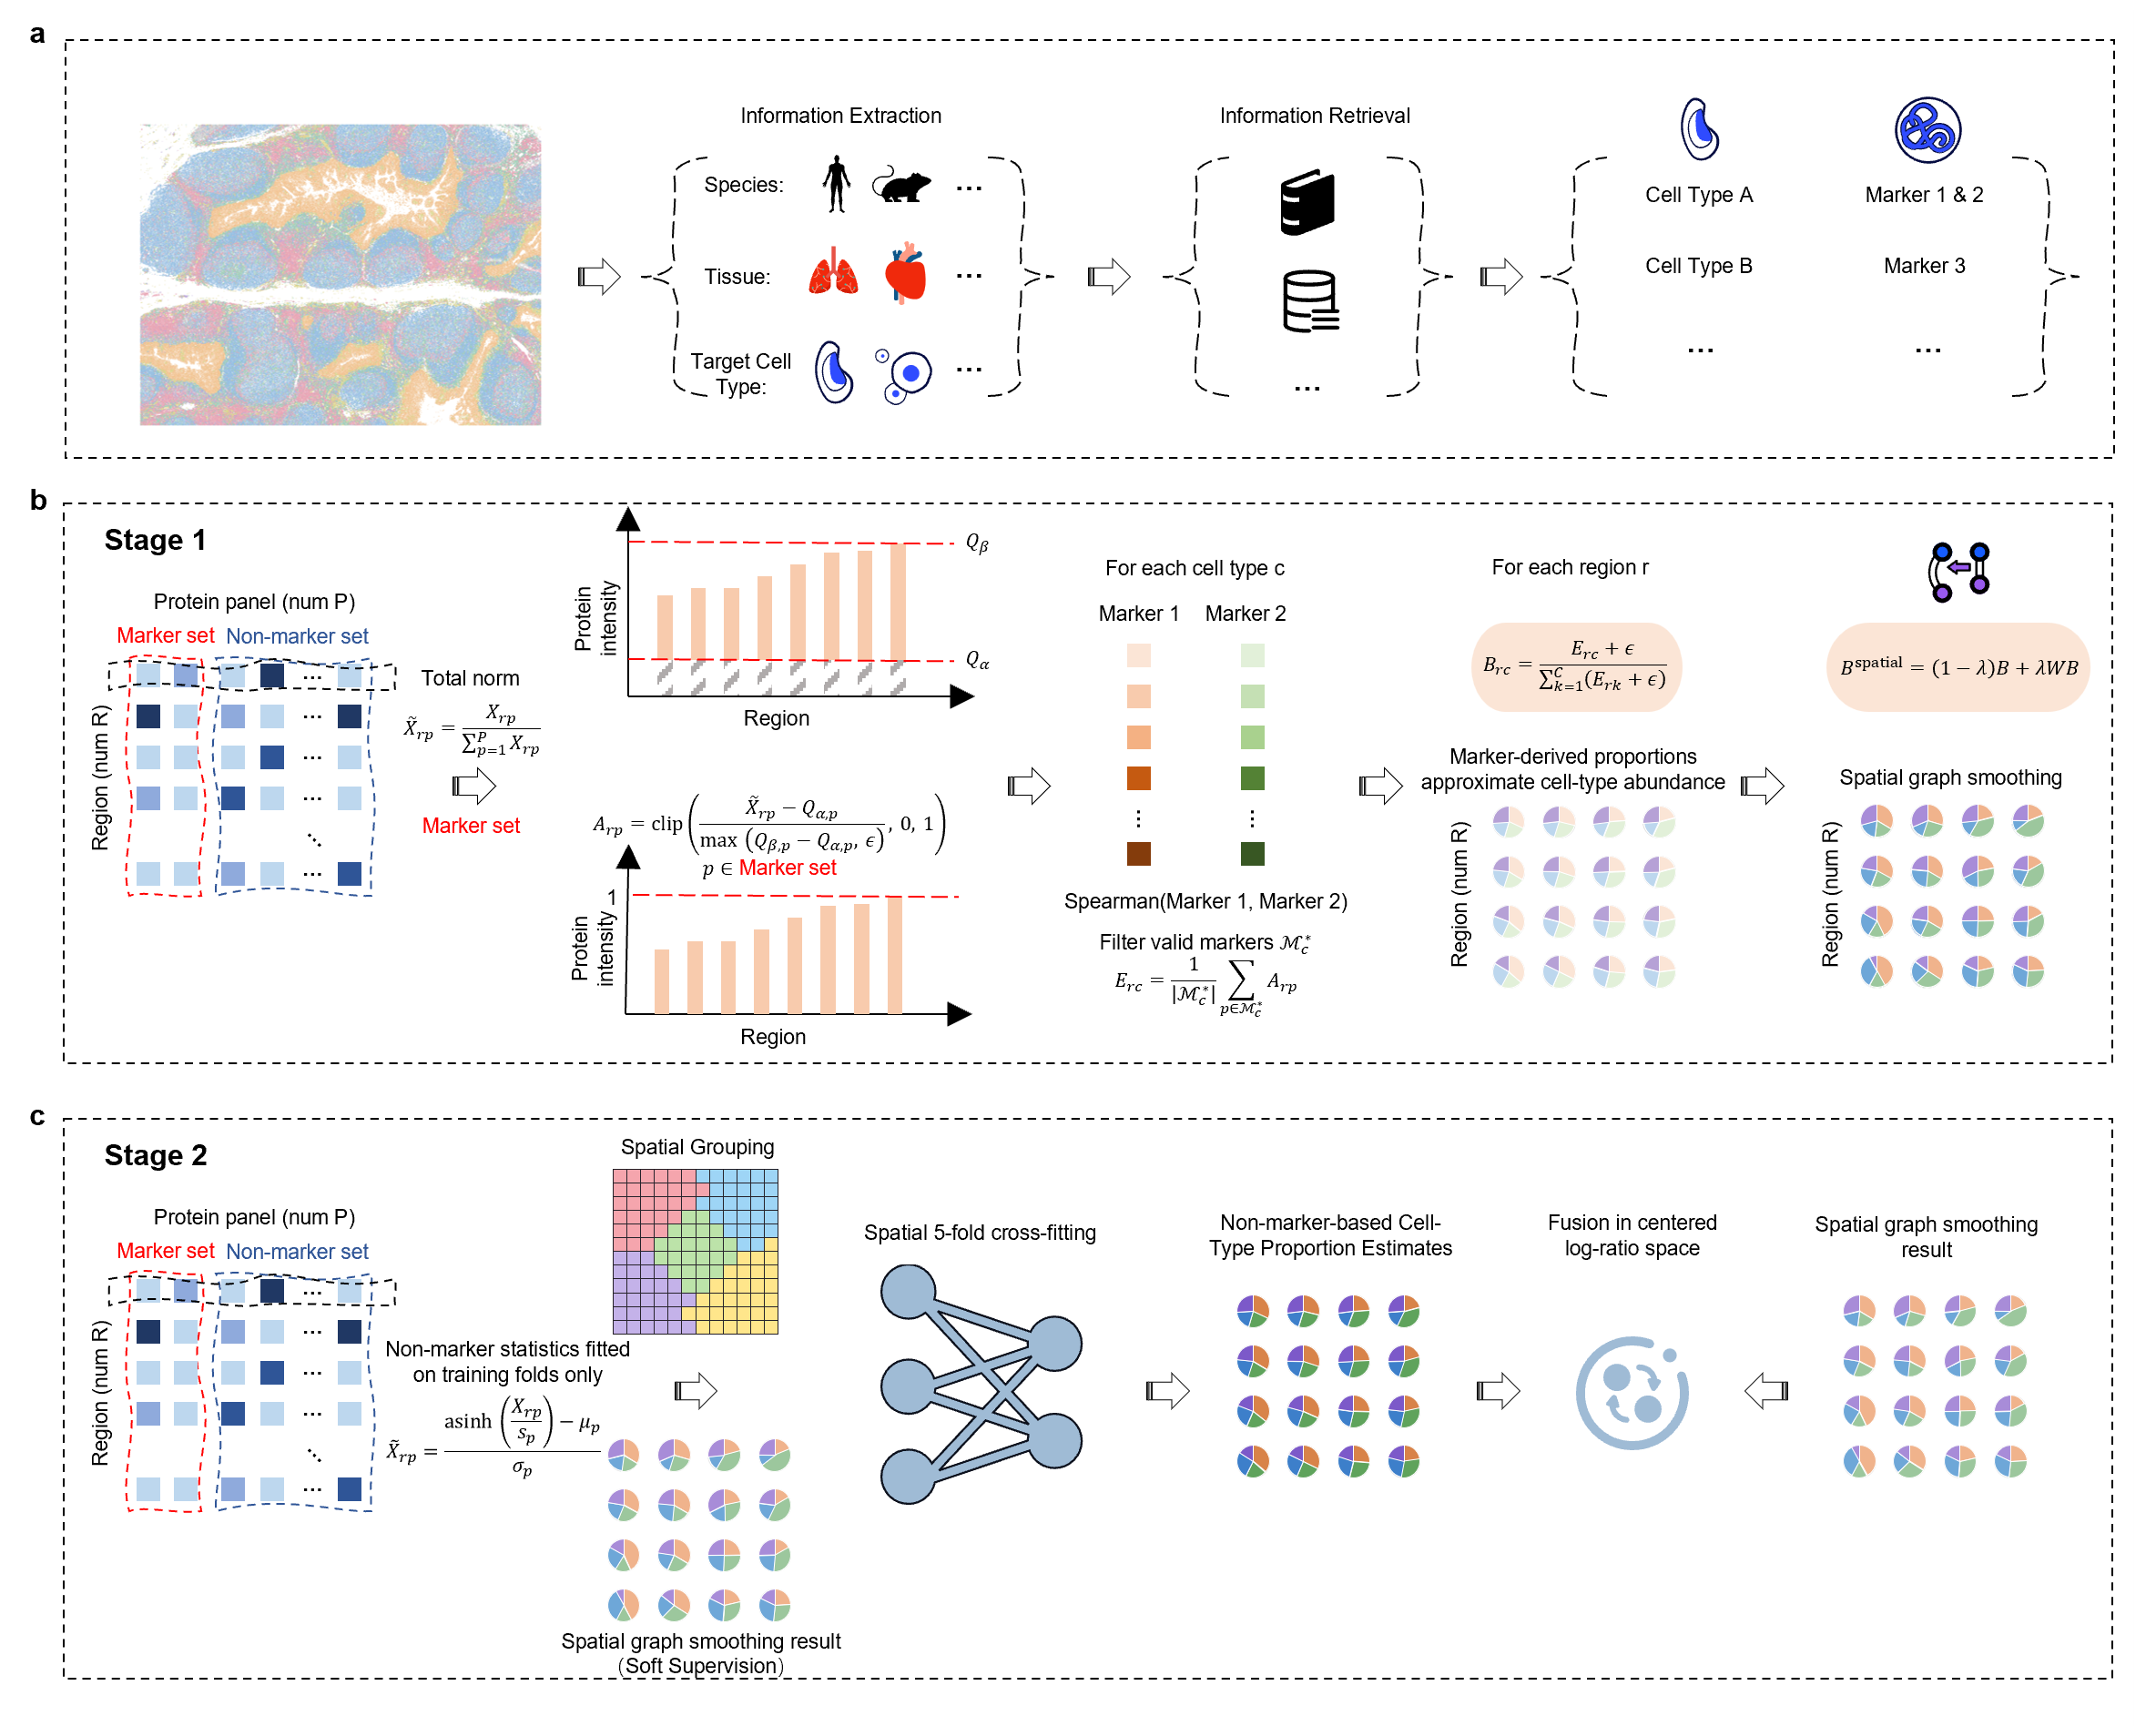 a
Information Extraction
Species:
...
Tissue:
...
Target Cell
Type:
...
Information Retrieval
...
Cell Type A
Marker 1 & 2
Cell Type B
Marker 3
...
...
b
Stage 1
Protein panel (num P)
Marker set
Non-marker set
Region (num R)
...
...
...
...
...
Total norm
X̃_rp = X_rp / ∑_{p=1}^{P} X_rp
Marker set
Protein
intensity
Q_β
Q_α
Region
A_rp = clip( (X̃_rp − Q_{α,p}) / max (Q_{β,p} − Q_{α,p}, ϵ), 0, 1 )
p ∈ Marker set
1
Protein
intensity
Region
For each cell type c
Marker 1
Marker 2
⋮
⋮
Spearman(Marker 1, Marker 2)
Filter valid markers ℳ_c^*
E_rc = 1 / |ℳ_c^*| ∑_{p∈ℳ_c^*} A_rp
For each region r
B_rc = (E_rc + ϵ) / ∑_{k=1}^{C}(E_rk + ϵ)
Marker-derived proportions
approximate cell-type abundance
Region (num R)
B^spatial = (1 − λ)B + λWB
Spatial graph smoothing
Region (num R)
c
Stage 2
Protein panel (num P)
Marker set
Non-marker set
Region (num R)
...
...
...
...
...
Non-marker statistics fitted
on training folds only
X̃_rp = (asinh (X_rp / s_p) − μ_p) / σ_p
Spatial Grouping
Spatial graph smoothing result
(Soft Supervision)
Spatial 5-fold cross-fitting
Non-marker-based Cell-
Type Proportion Estimates
Fusion in centered
log-ratio space
Spatial graph smoothing
result